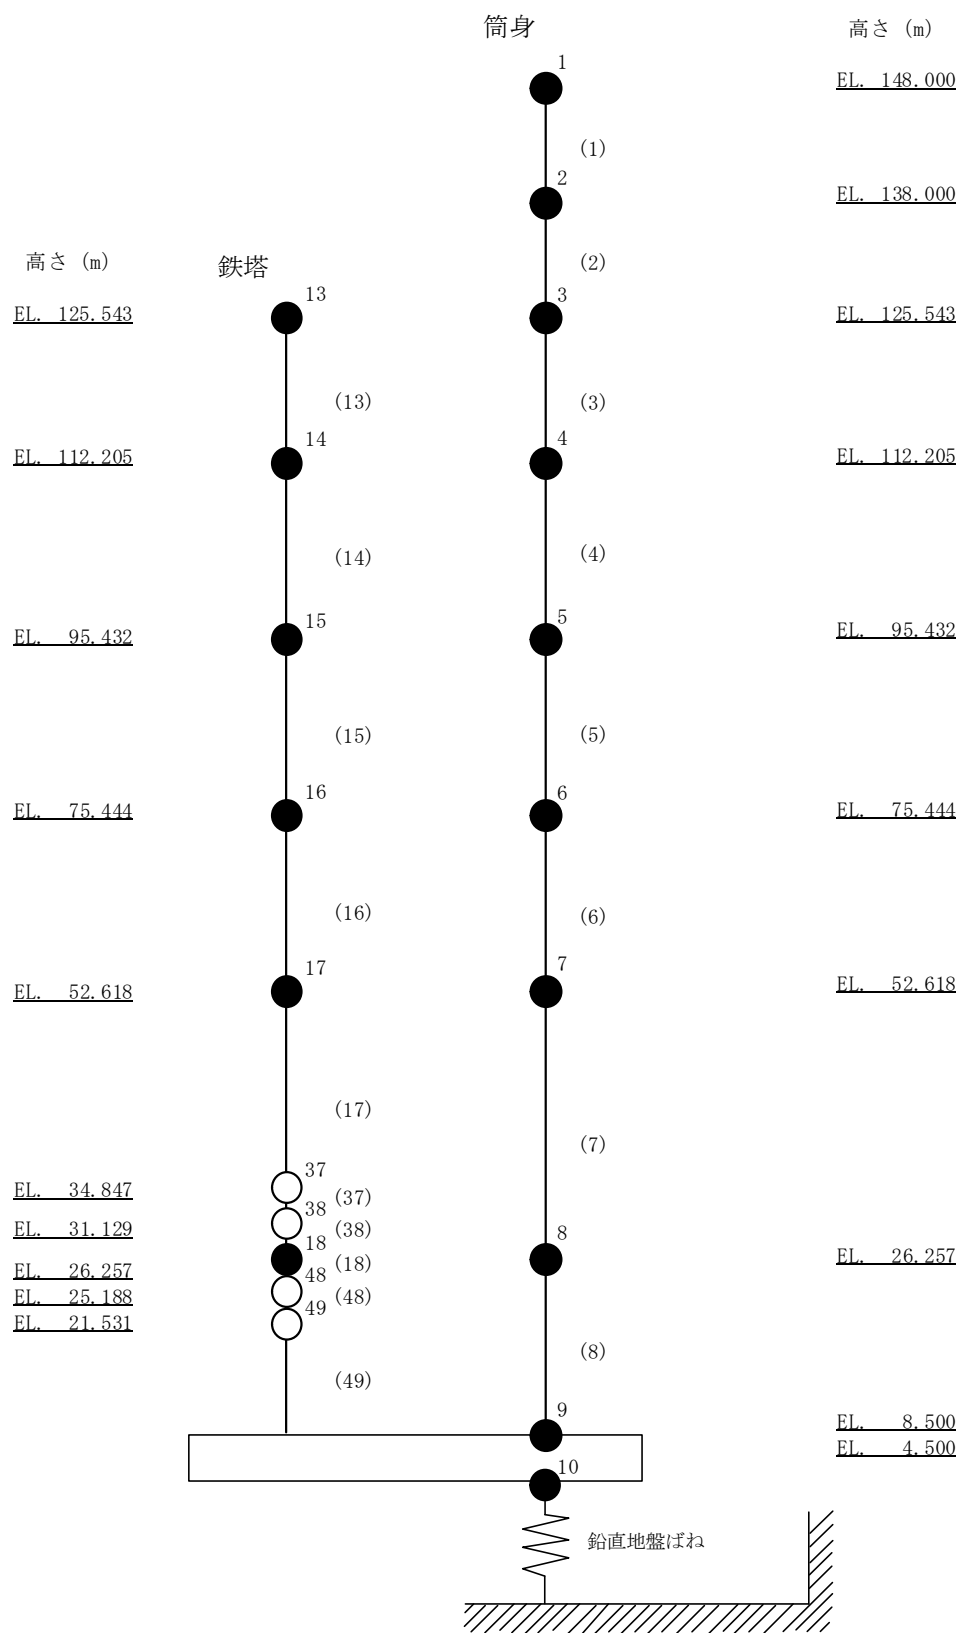 筒身
高さ (m)
1
EL. 148.000
(1)
2
EL. 138.000
(2)
高さ (m)
鉄塔
13
3
EL. 125.543
EL. 125.543
(13)
(3)
14
4
EL. 112.205
EL. 112.205
(14)
(4)
15
5
EL. 95.432
EL. 95.432
(15)
(5)
16
6
EL. 75.444
EL. 75.444
(16)
(6)
17
7
EL. 52.618
EL. 52.618
(17)
(7)
37
EL. 34.847
(37)
38
EL. 31.129
(38)
18
8
EL. 26.257
(18)
EL. 26.257
48
EL. 25.188
(48)
49
EL. 21.531
(8)
(49)
9
EL. 8.500
EL. 4.500
10
鉛直地盤ばね